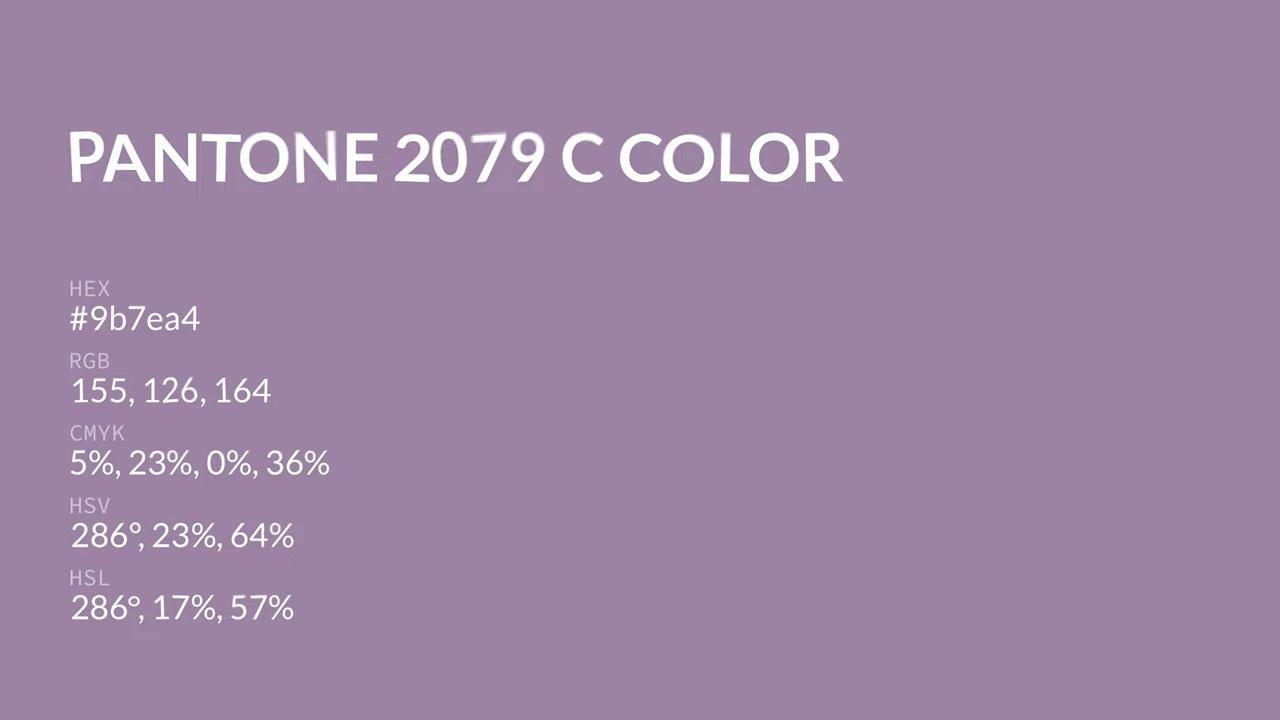 PANTONE 2079 C COLOR
HEX
#9b7ea4
RGB
155, 126, 164
CMYK
5%, 23%, 0%, 36%
HSV
286°, 23%, 64%
HSL
286°, 17%, 57%